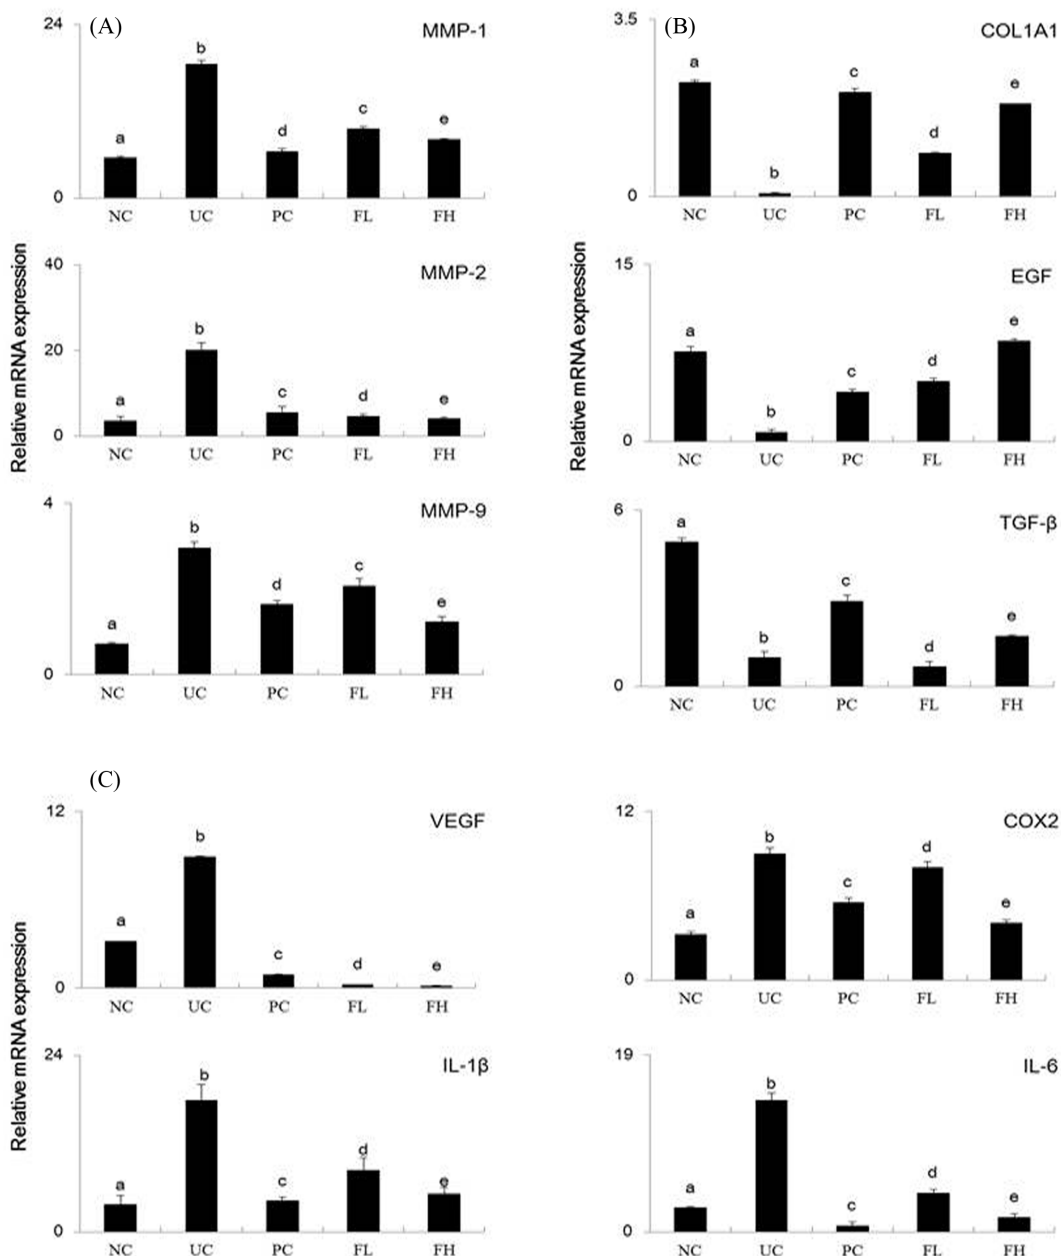 (A)
MMP-1
24
0
a b d c e
NC UC PC FL FH
MMP-2
40
20
0
a b c d e
NC UC PC FL FH
MMP-9
4
0
a b d c e
NC UC PC FL FH
Relative mRNA expression
(B)
COL1A1
3.5
0
a b c d e
NC UC PC FL FH
EGF
15
0
a b c d e
NC UC PC FL FH
TGF-β
6
0
a b c d e
NC UC PC FL FH
Relative mRNA expression
(C)
VEGF
12
0
a b c d e
NC UC PC FL FH
COX2
12
0
a b c d e
NC UC PC FL FH
IL-1β
24
0
a b c d e
NC UC PC FL FH
IL-6
19
0
a b c d e
NC UC PC FL FH
Relative mRNA expression